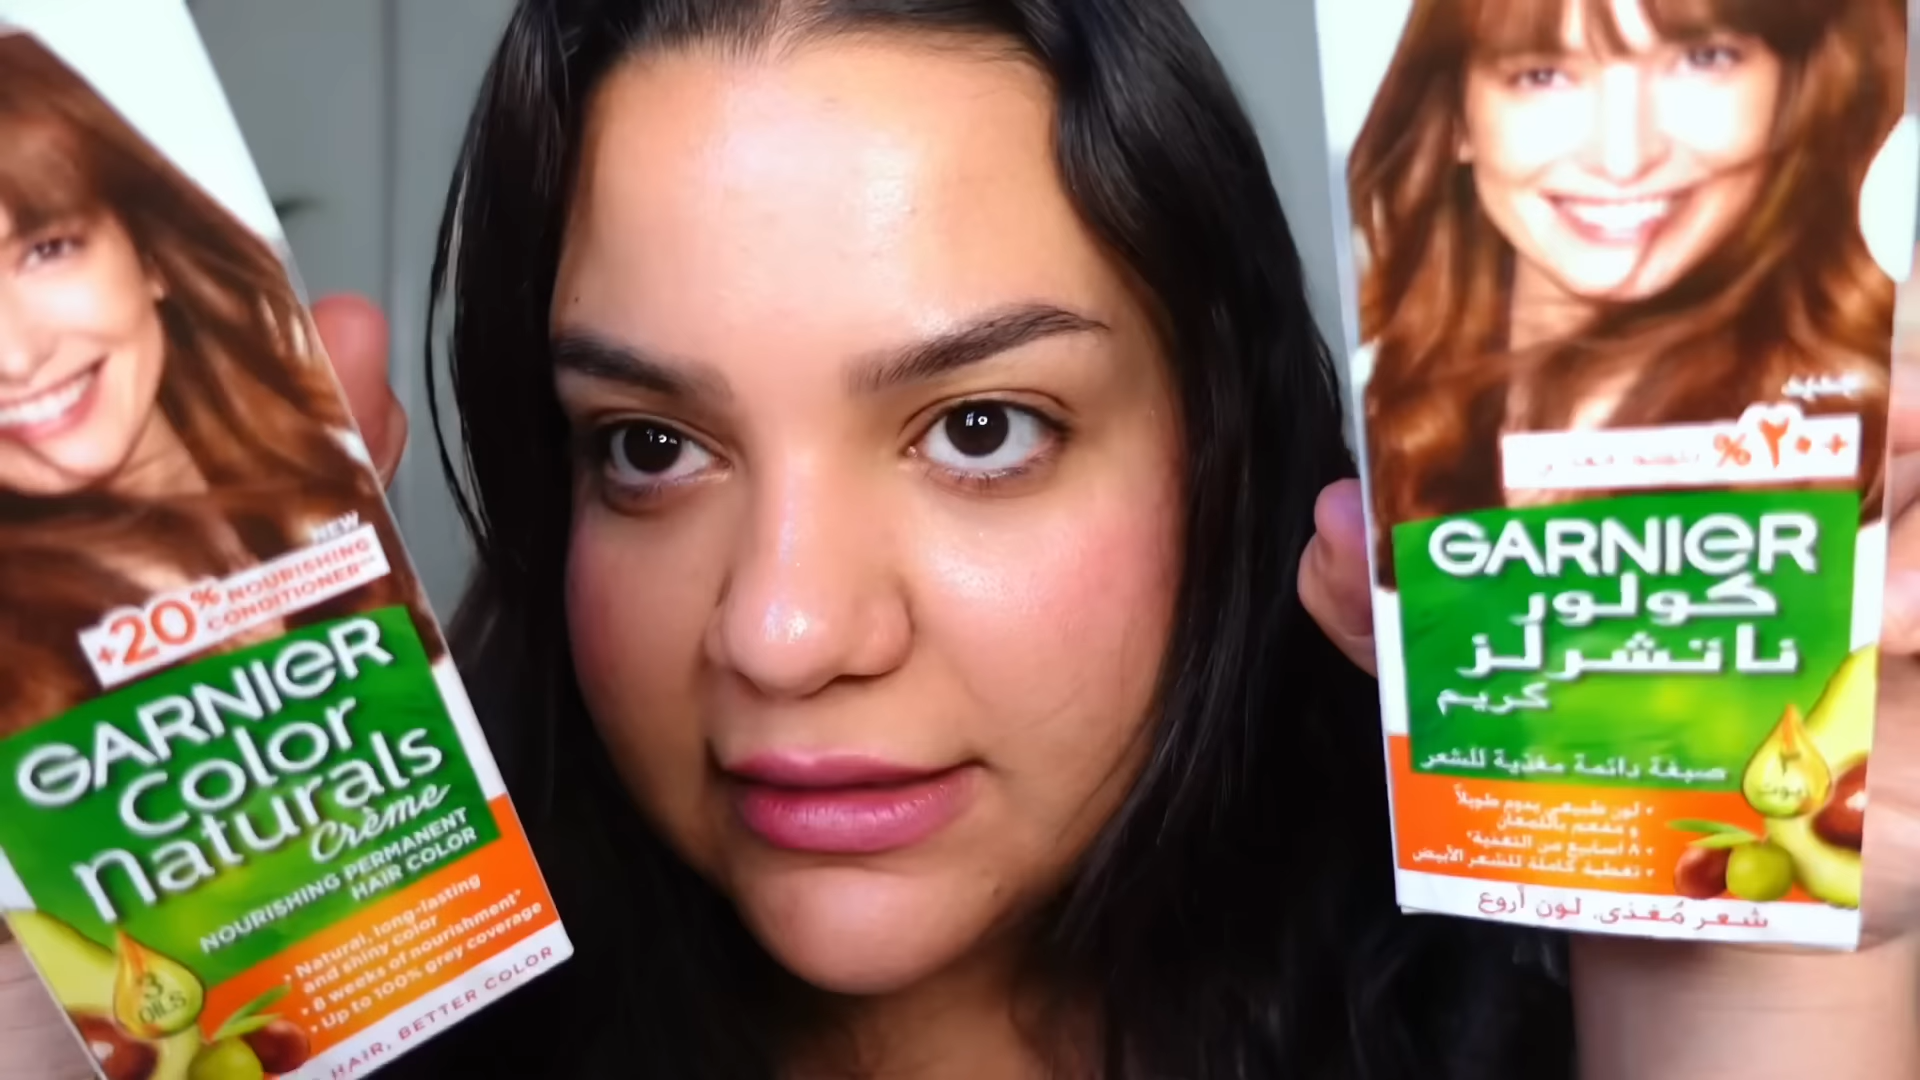 NEW
+20% NOURISHING
CONDITIONER**
GARNIER
Color
naturals
Crème
NOURISHING PERMANENT
HAIR COLOR
• Natural, long-lasting
and shiny color
• 8 weeks of nourishment*
• Up to 100% grey coverage
3
OILS
HAIR, BETTER COLOR
جديد
+٢٠%
GARNIER
كولور
ناتشرلز
كريم
صبغة دائمة مغذية للشعر
• لون طبيعي يدوم طويلاً
و مفعم باللمعان
• ٨ أسابيع من التغذية*
• تغطية كاملة للشعر الأبيض
٣
زيوت
شعر مُغذى، لون أروع